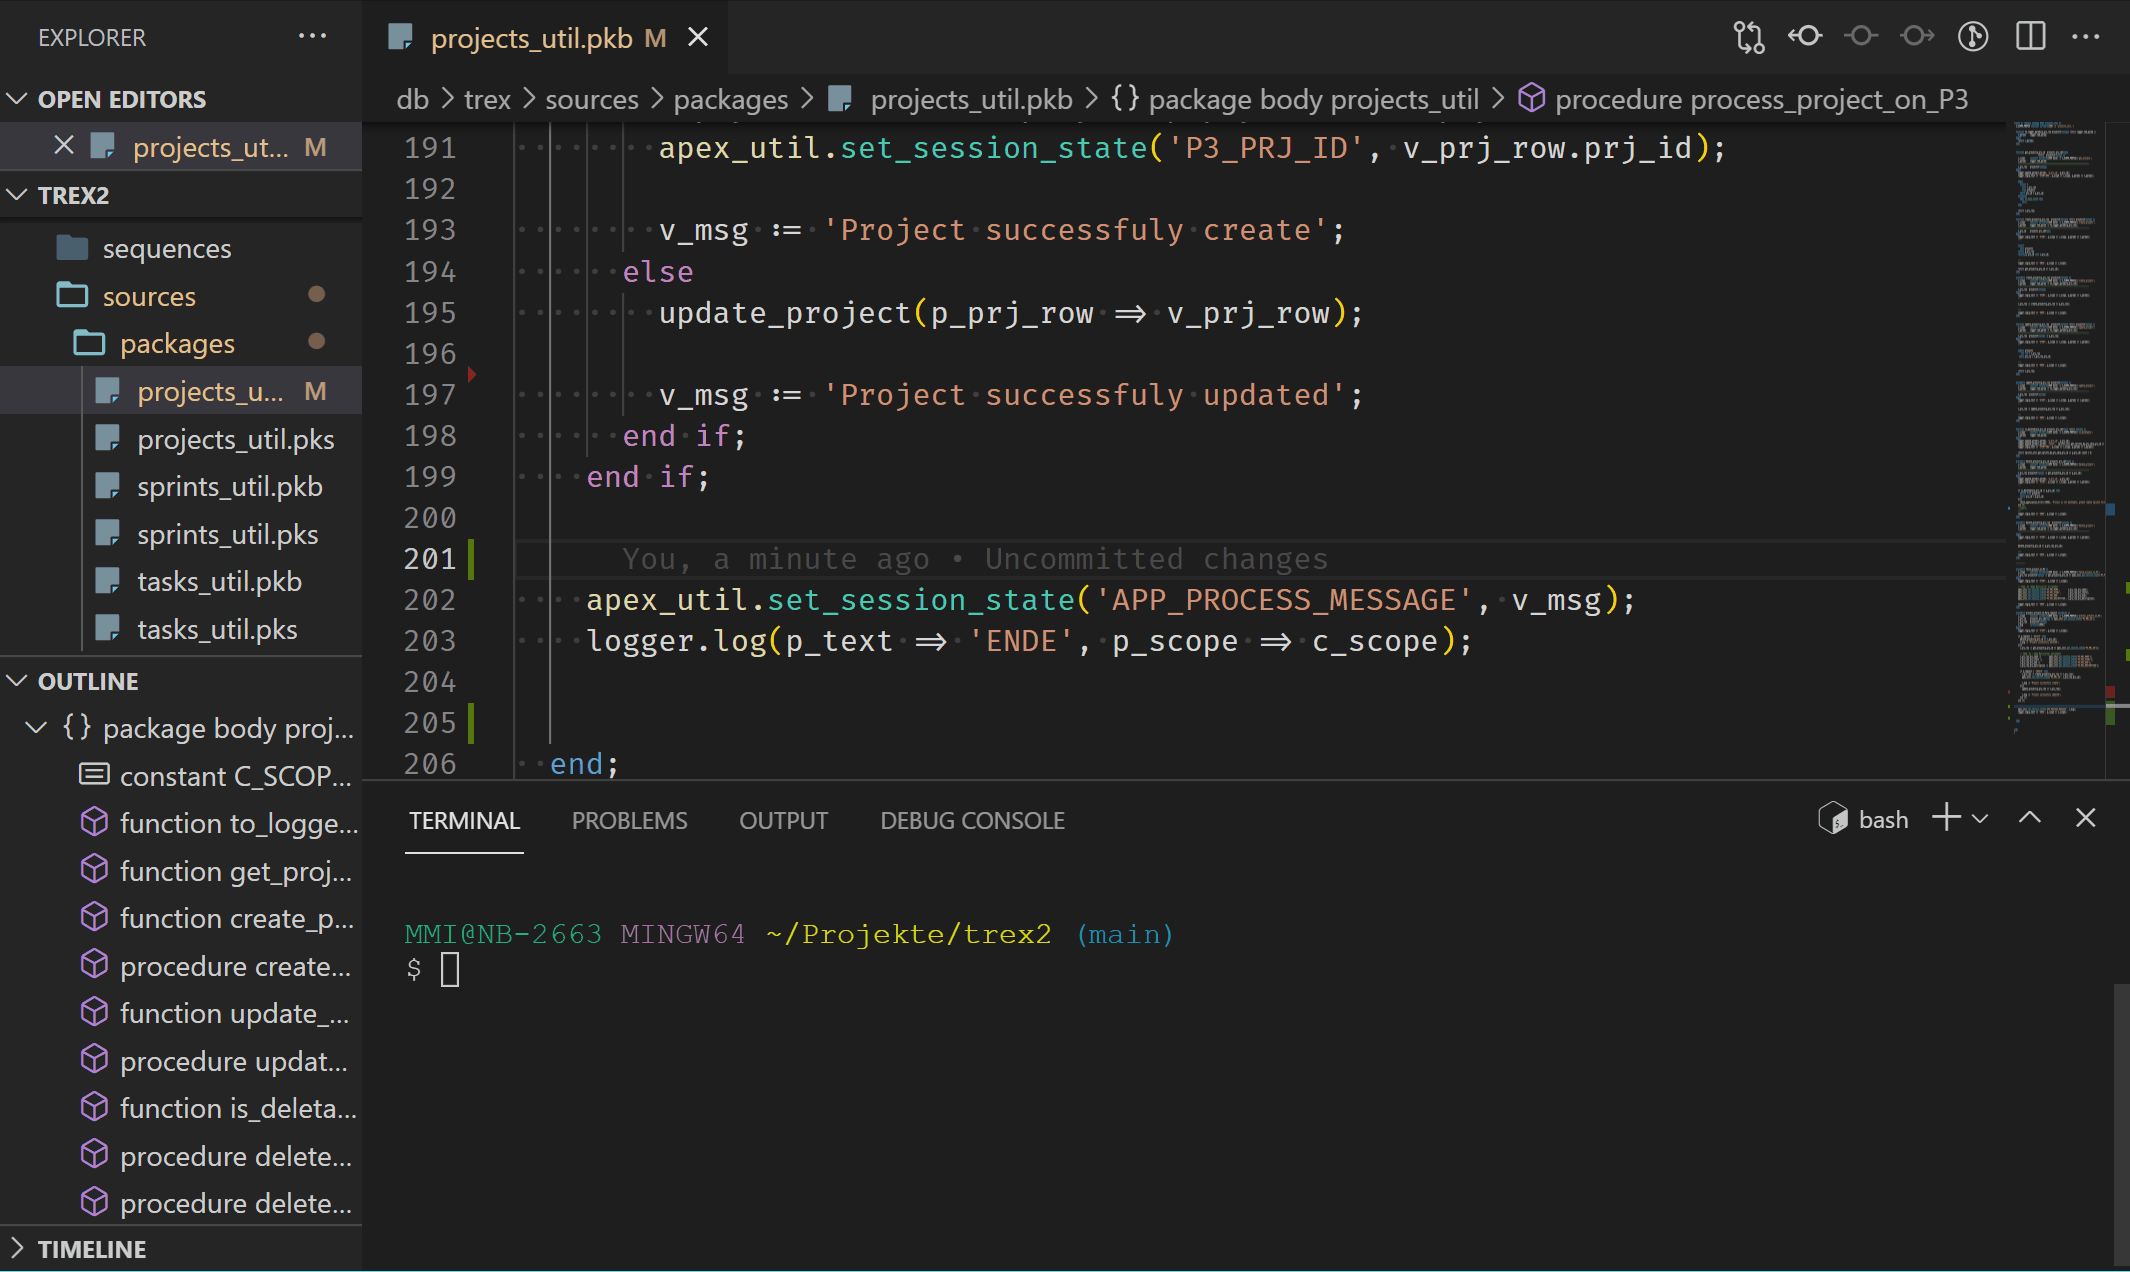 EXPLORER
OPEN EDITORS
projects_ut... M
TREX2
sequences
sources
packages
projects_u... M
projects_util.pks
sprints_util.pkb
sprints_util.pks
tasks_util.pkb
tasks_util.pks
OUTLINE
{} package body proj...
constant C_SCOP...
function to_logge...
function get_proj...
function create_p...
procedure create...
function update_...
procedure updat...
function is_deleta...
procedure delete...
procedure delete...
TIMELINE
projects_util.pkb M
db > trex > sources > packages > projects_util.pkb > {} package body projects_util > procedure process_project_on_P3
191 apex_util.set_session_state('P3_PRJ_ID', v_prj_row.prj_id);
192
193 v_msg := 'Project successfuly create';
194 else
195 update_project(p_prj_row => v_prj_row);
196
197 v_msg := 'Project successfuly updated';
198 end if;
199 end if;
200
201 You, a minute ago • Uncommitted changes
202 apex_util.set_session_state('APP_PROCESS_MESSAGE', v_msg);
203 logger.log(p_text => 'ENDE', p_scope => c_scope);
204
205
206 end;
TERMINAL PROBLEMS OUTPUT DEBUG CONSOLE bash
MMI@NB-2663 MINGW64 ~/Projekte/trex2 (main)
$